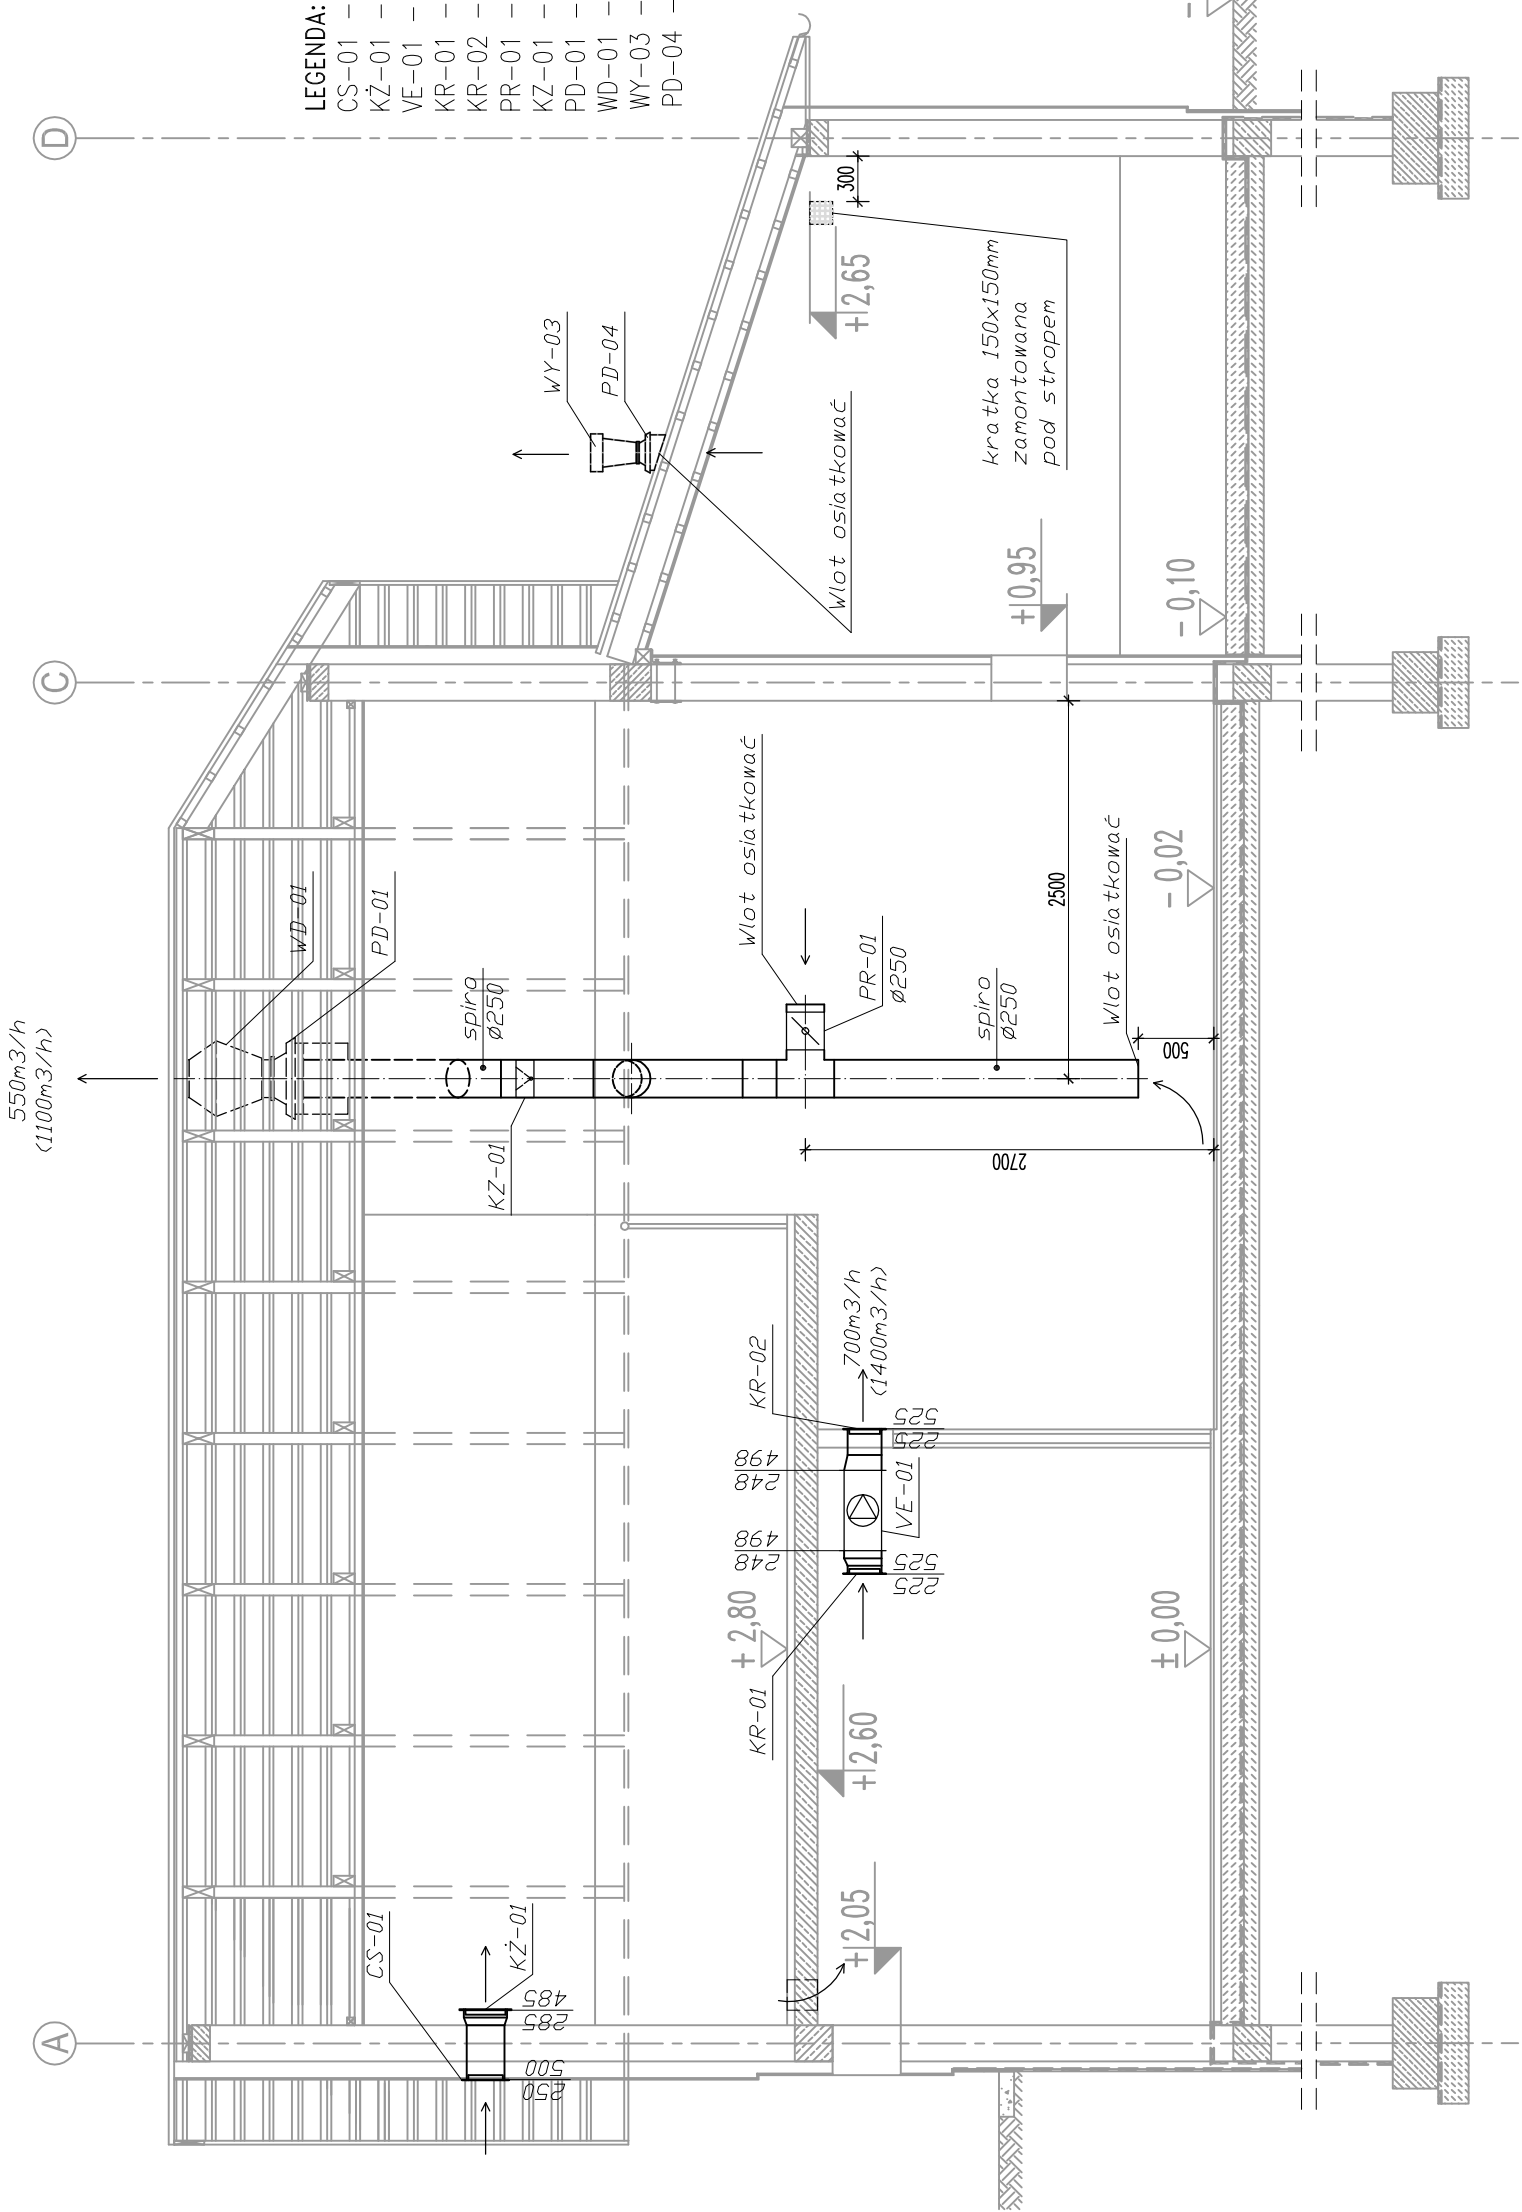 550m3/h
(1100m3/h)
A
C
D
LEGENDA:
CS-01 -
KŻ-01 -
VE-01 -
KR-01 -
KR-02 -
PR-01 -
KZ-01 -
PD-01 -
WD-01 -
WY-03 -
PD-04 -
WD-01
PD-01
WY-03
PD-04
CS-01
KŻ-01
285
485
250
500
KZ-01
spiro
ø250
Wlot osiatkować
300
+2,65
Wlot osiatkować
kratka 150x150mm
zamontowana
pod stropem
PR-01
ø250
spiro
ø250
Wlot osiatkować
2500
500
2700
+0,95
-0,10
-0,02
KR-02
700m3/h
(1400m3/h)
248
498
248
498
225
525
225
525
VE-01
+2,80
KR-01
+2,60
+2,05
±0,00
-